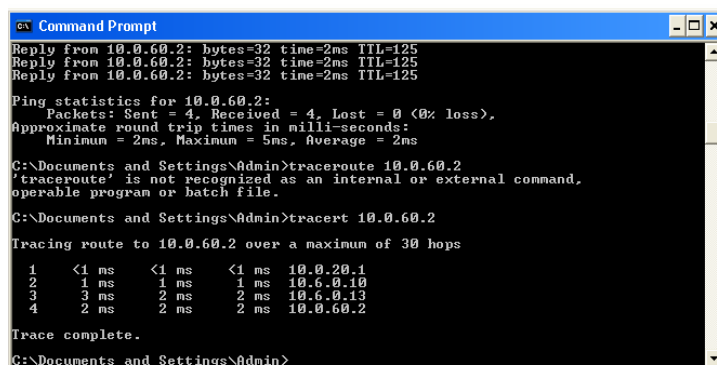 Command Prompt
Reply from 10.0.60.2: bytes=32 time=2ms TTL=125
Reply from 10.0.60.2: bytes=32 time=2ms TTL=125
Reply from 10.0.60.2: bytes=32 time=2ms TTL=125
Ping statistics for 10.0.60.2:
Packets: Sent = 4, Received = 4, Lost = 0 (0% loss),
Approximate round trip times in milli-seconds:
Minimum = 2ms, Maximum = 5ms, Average = 2ms
C:\Documents and Settings\Admin>traceroute 10.0.60.2
'traceroute' is not recognized as an internal or external command,
operable program or batch file.
C:\Documents and Settings\Admin>tracert 10.0.60.2
Tracing route to 10.0.60.2 over a maximum of 30 hops
1 <1 ms <1 ms <1 ms 10.0.20.1
2 1 ms 1 ms 1 ms 10.6.0.10
3 3 ms 2 ms 2 ms 10.6.0.13
4 2 ms 2 ms 2 ms 10.0.60.2
Trace complete.
C:\Documents and Settings\Admin>